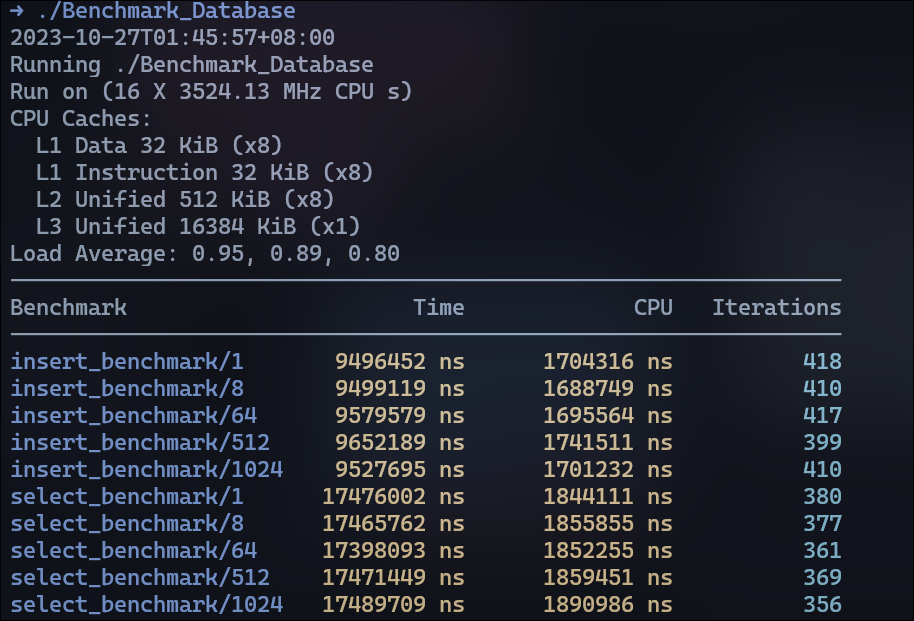 → ./Benchmark_Database
2023-10-27T01:45:57+08:00
Running ./Benchmark_Database
Run on (16 X 3524.13 MHz CPU s)
CPU Caches:
  L1 Data 32 KiB (x8)
  L1 Instruction 32 KiB (x8)
  L2 Unified 512 KiB (x8)
  L3 Unified 16384 KiB (x1)
Load Average: 0.95, 0.89, 0.80
Benchmark Time CPU Iterations
insert_benchmark/1 9496452 ns 1704316 ns 418
insert_benchmark/8 9499119 ns 1688749 ns 410
insert_benchmark/64 9579579 ns 1695564 ns 417
insert_benchmark/512 9652189 ns 1741511 ns 399
insert_benchmark/1024 9527695 ns 1701232 ns 410
select_benchmark/1 17476002 ns 1844111 ns 380
select_benchmark/8 17465762 ns 1855855 ns 377
select_benchmark/64 17398093 ns 1852255 ns 361
select_benchmark/512 17471449 ns 1859451 ns 369
select_benchmark/1024 17489709 ns 1890986 ns 356